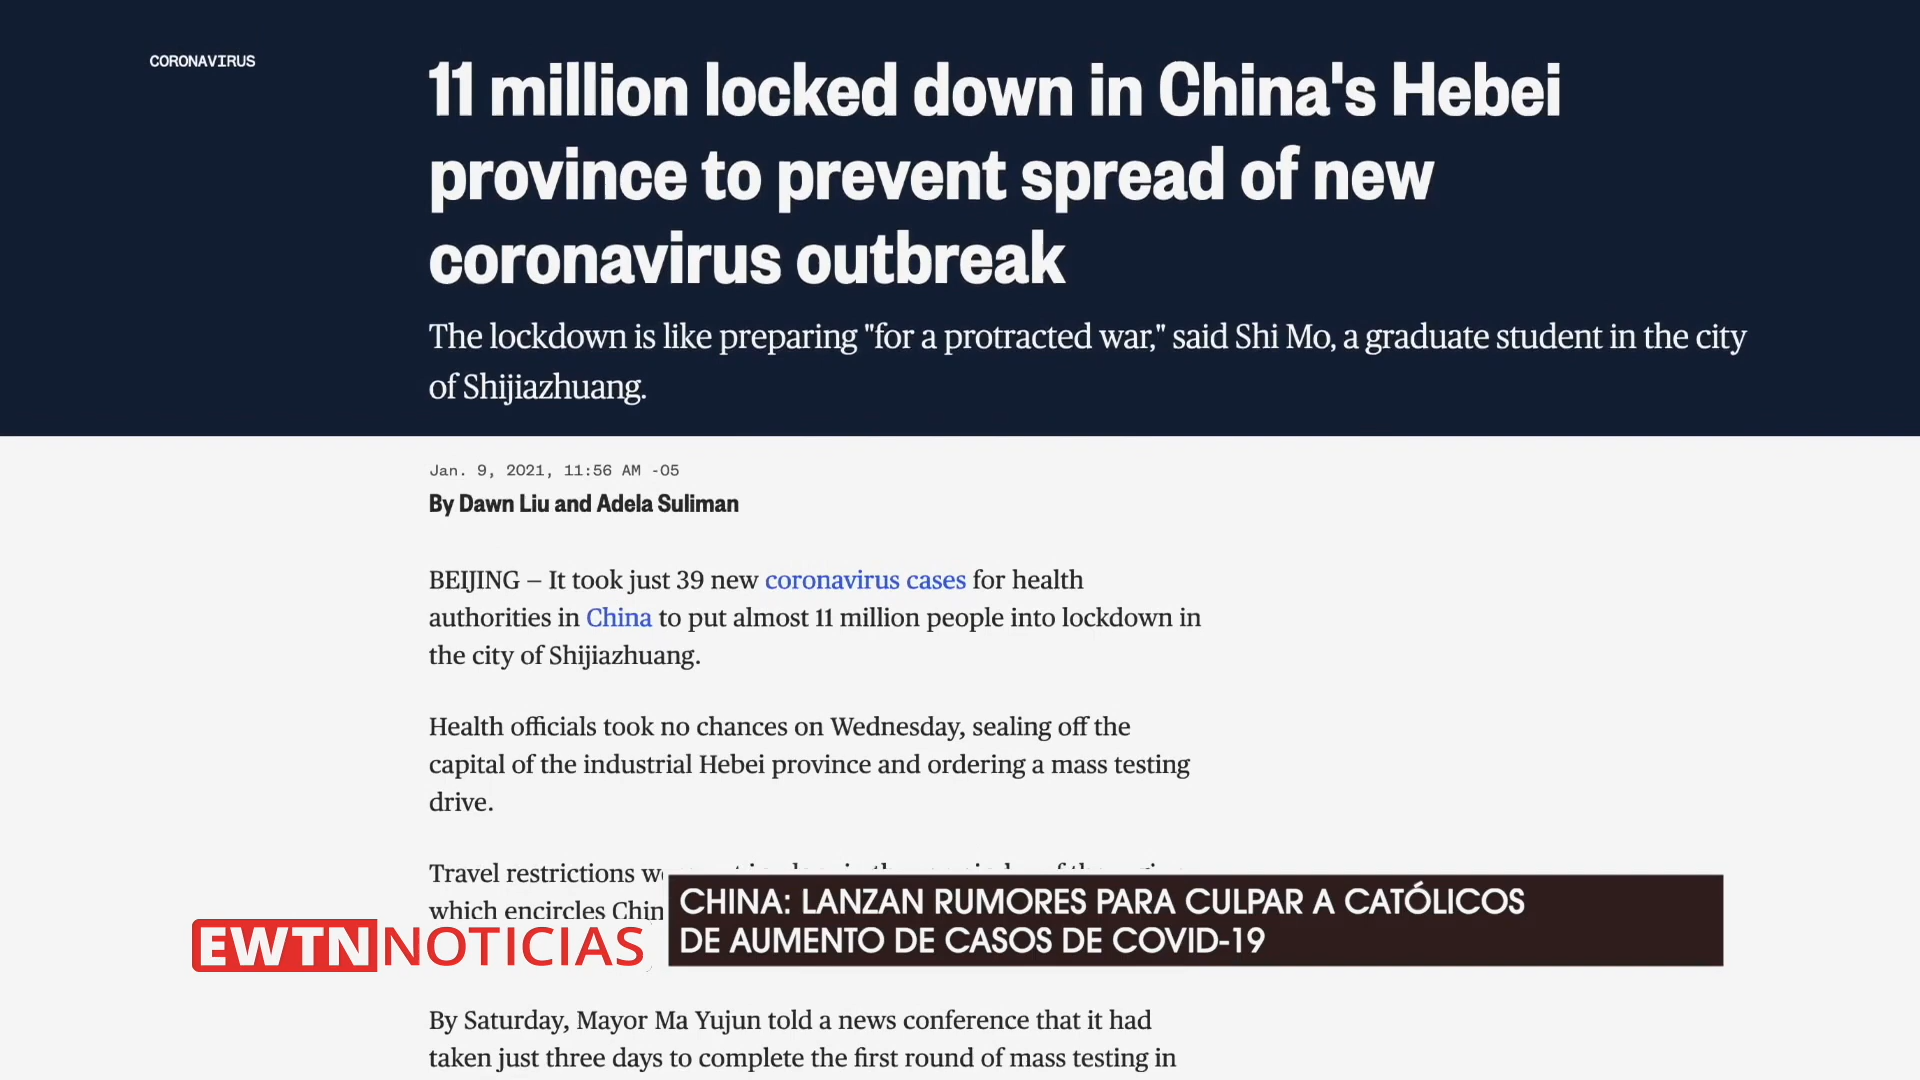 CORONAVIRUS
11 million locked down in China's Hebei
province to prevent spread of new
coronavirus outbreak
The lockdown is like preparing "for a protracted war," said Shi Mo, a graduate student in the city
of Shijiazhuang.
Jan. 9, 2021, 11:56 AM -05
By Dawn Liu and Adela Suliman
BEIJING — It took just 39 new coronavirus cases for health
authorities in China to put almost 11 million people into lockdown in
the city of Shijiazhuang.
Health officials took no chances on Wednesday, sealing off the
capital of the industrial Hebei province and ordering a mass testing
drive.
Travel restrictions
which encircles
EWTN NOTICIAS
CHINA: LANZAN RUMORES PARA CULPAR A CATÓLICOS
DE AUMENTO DE CASOS DE COVID-19
By Saturday, Mayor Ma Yujun told a news conference that it had
taken just three days to complete the first round of mass testing in